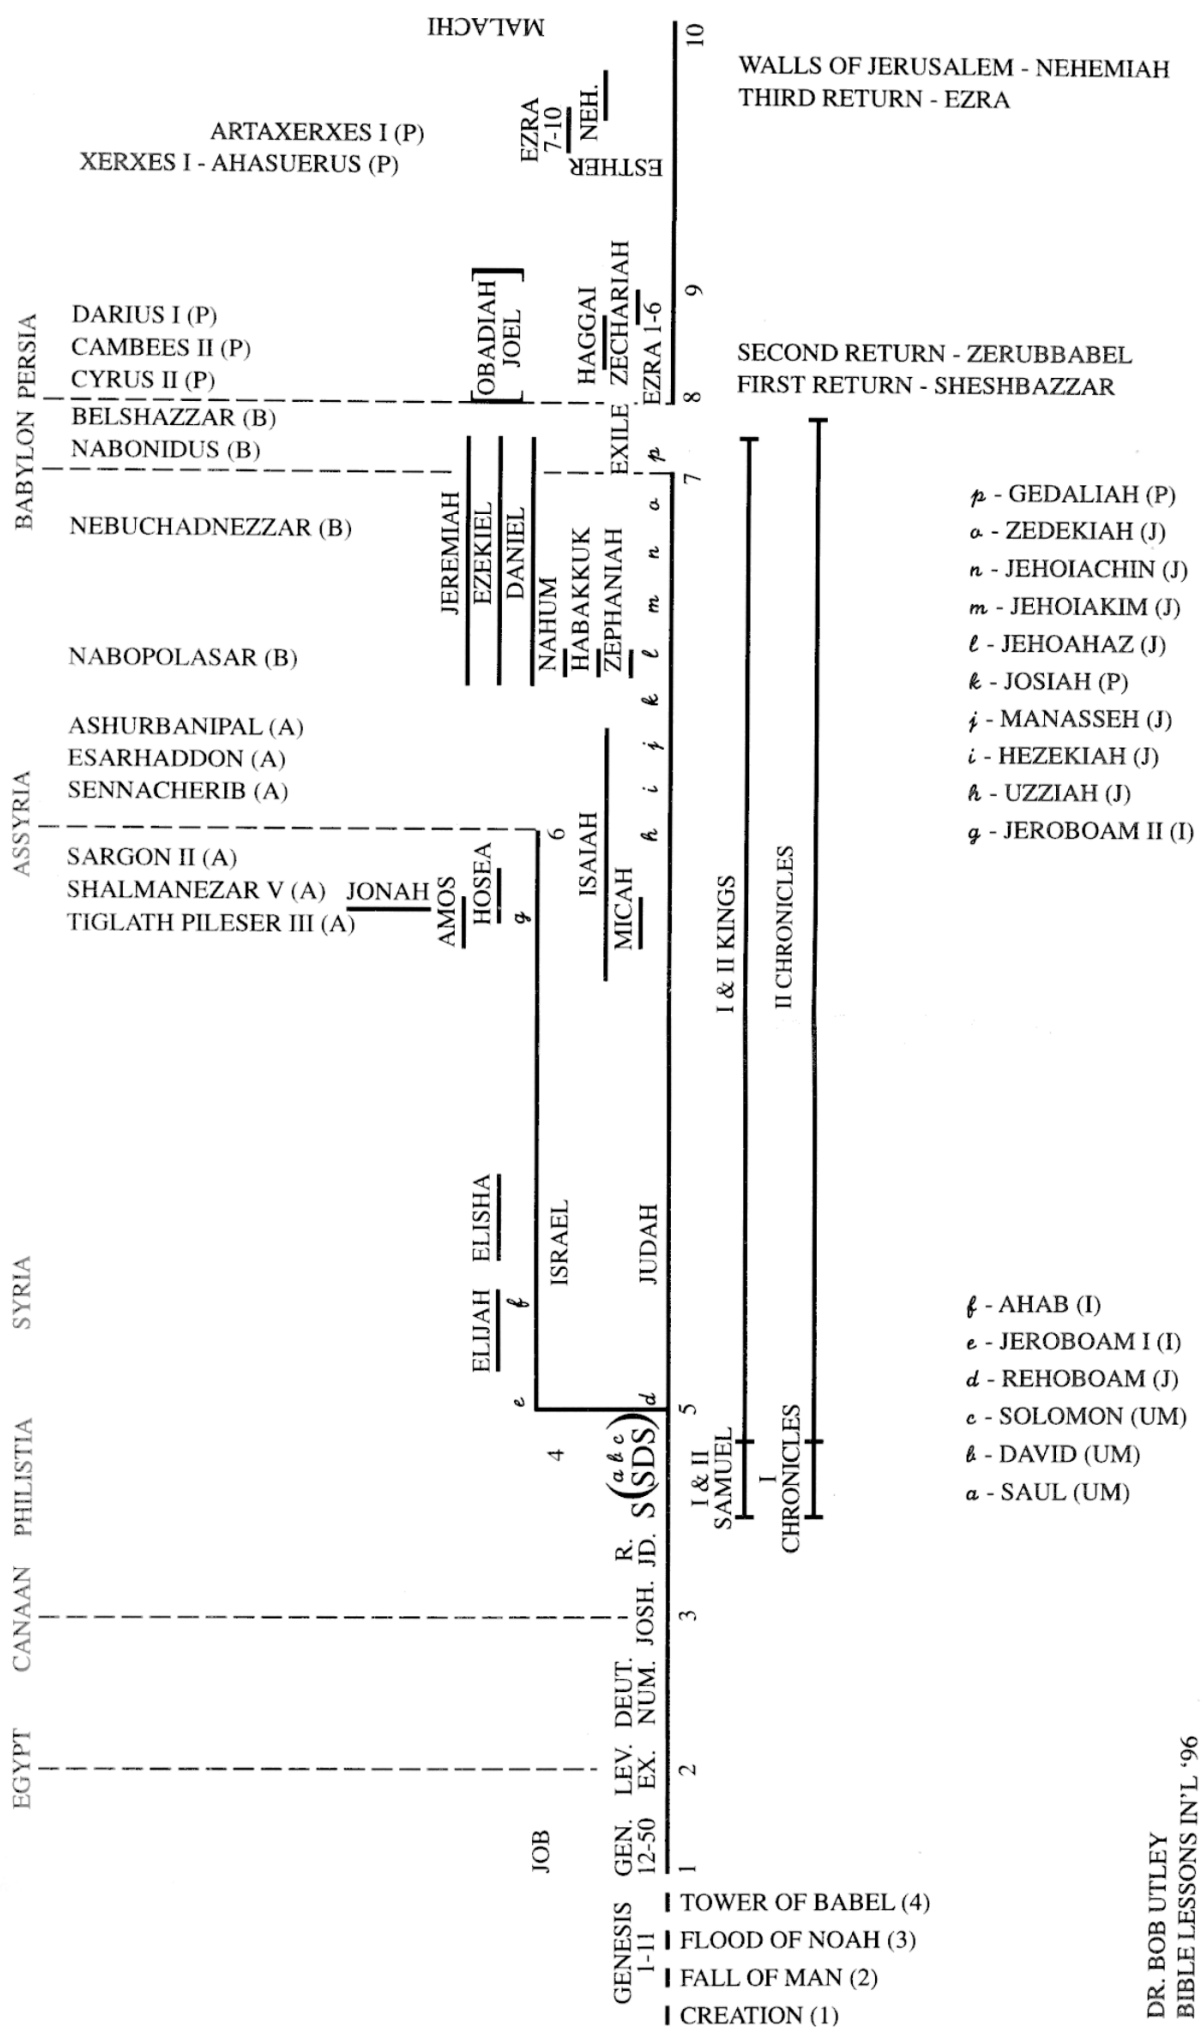 MALACHI
10
WALLS OF JERUSALEM - NEHEMIAH
THIRD RETURN - EZRA
ARTAXERXES I (P)
XERXES I - AHASUERUS (P)
EZRA
7-10
NEH.
ESTHER
PERSIA
DARIUS I (P)
CAMBEES II (P)
CYRUS II (P)
[OBADIAH
JOEL]
HAGGAI
ZECHARIAH
EZRA 1-6
9
8
SECOND RETURN - ZERUBBABEL
FIRST RETURN - SHESHBAZZAR
BABYLON
BELSHAZZAR (B)
NABONIDUS (B)
EXILE
p
7
NEBUCHADNEZZAR (B)
NABOPOLASAR (B)
JEREMIAH
EZEKIEL
DANIEL
NAHUM
HABAKKUK
ZEPHANIAH
o
n
m
l
k
j
i
h
p - GEDALIAH (P)
o - ZEDEKIAH (J)
n - JEHOIACHIN (J)
m - JEHOIAKIM (J)
l - JEHOAHAZ (J)
k - JOSIAH (P)
j - MANASSEH (J)
i - HEZEKIAH (J)
h - UZZIAH (J)
g - JEROBOAM II (I)
ASSYRIA
ASHURBANIPAL (A)
ESARHADDON (A)
SENNACHERIB (A)
SARGON II (A)
SHALMANEZAR V (A)
TIGLATH PILESER III (A)
JONAH
AMOS
HOSEA
g
6
ISAIAH
MICAH
I & II KINGS
II CHRONICLES
SYRIA
ELISHA
ELIJAH
f
e
ISRAEL
JUDAH
d
5
f - AHAB (I)
e - JEROBOAM I (I)
d - REHOBOAM (J)
c - SOLOMON (UM)
b - DAVID (UM)
a - SAUL (UM)
PHILISTIA
4
a b c
S (SDS)
I & II
SAMUEL
I
CHRONICLES
R.
JD.
CANAAN
JOSH.
3
DEUT.
NUM.
EGYPT
LEV.
EX.
2
JOB
GEN.
12-50
1
GENESIS
1-11
TOWER OF BABEL (4)
FLOOD OF NOAH (3)
FALL OF MAN (2)
CREATION (1)
DR. BOB UTLEY
BIBLE LESSONS IN'L '96